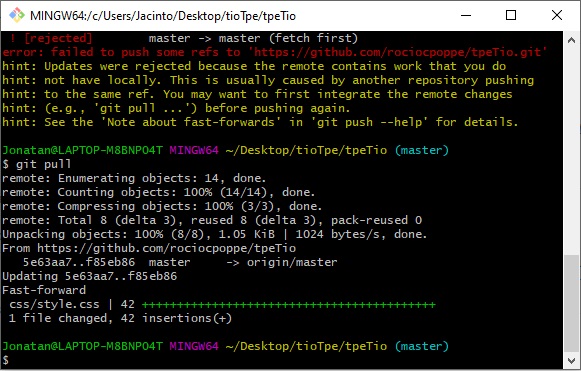 MINGW64:/c/Users/Jacinto/Desktop/tioTpe/tpeTio
! [rejected]        master -> master (fetch first)
error: failed to push some refs to 'https://github.com/rociocpoppe/tpeTio.git'
hint: Updates were rejected because the remote contains work that you do
hint: not have locally. This is usually caused by another repository pushing
hint: to the same ref. You may want to first integrate the remote changes
hint: (e.g., 'git pull ...') before pushing again.
hint: See the 'Note about fast-forwards' in 'git push --help' for details.
Jonatan@LAPTOP-M8BNPO4T MINGW64 ~/Desktop/tioTpe/tpeTio (master)
$ git pull
remote: Enumerating objects: 14, done.
remote: Counting objects: 100% (14/14), done.
remote: Compressing objects: 100% (3/3), done.
remote: Total 8 (delta 3), reused 8 (delta 3), pack-reused 0
Unpacking objects: 100% (8/8), 1.05 KiB | 1024 bytes/s, done.
From https://github.com/rociocpoppe/tpeTio
   5e63aa7..f85eb86  master     -> origin/master
Updating 5e63aa7..f85eb86
Fast-forward
 css/style.css | 42 ++++++++++++++++++++++++++++++++++++++++++
 1 file changed, 42 insertions(+)
Jonatan@LAPTOP-M8BNPO4T MINGW64 ~/Desktop/tioTpe/tpeTio (master)
$